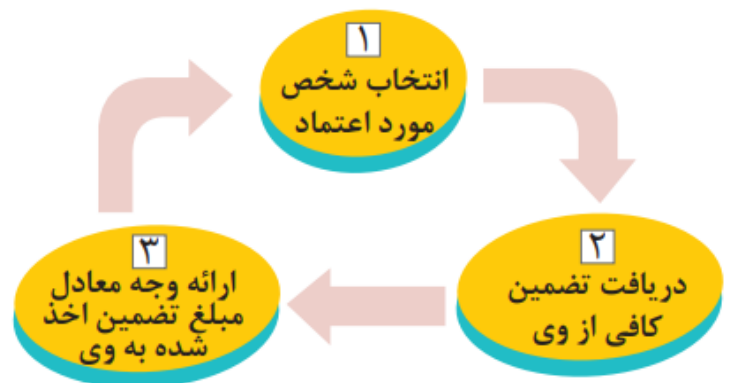 ۱
انتخاب شخص
مورد اعتماد
۲
دریافت تضمین
کافی از وی
۳
ارائه وجه معادل
مبلغ تضمین اخذ
شده به وی